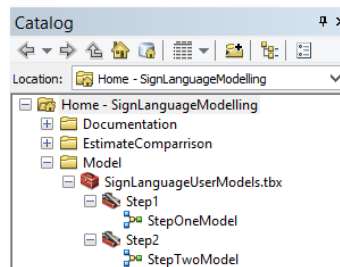 Catalog
Location: Home - SignLanguageModelling
Home - SignLanguageModelling
Documentation
EstimateComparrison
Model
SignLanguageUserModels.tbx
Step1
StepOneModel
Step2
StepTwoModel